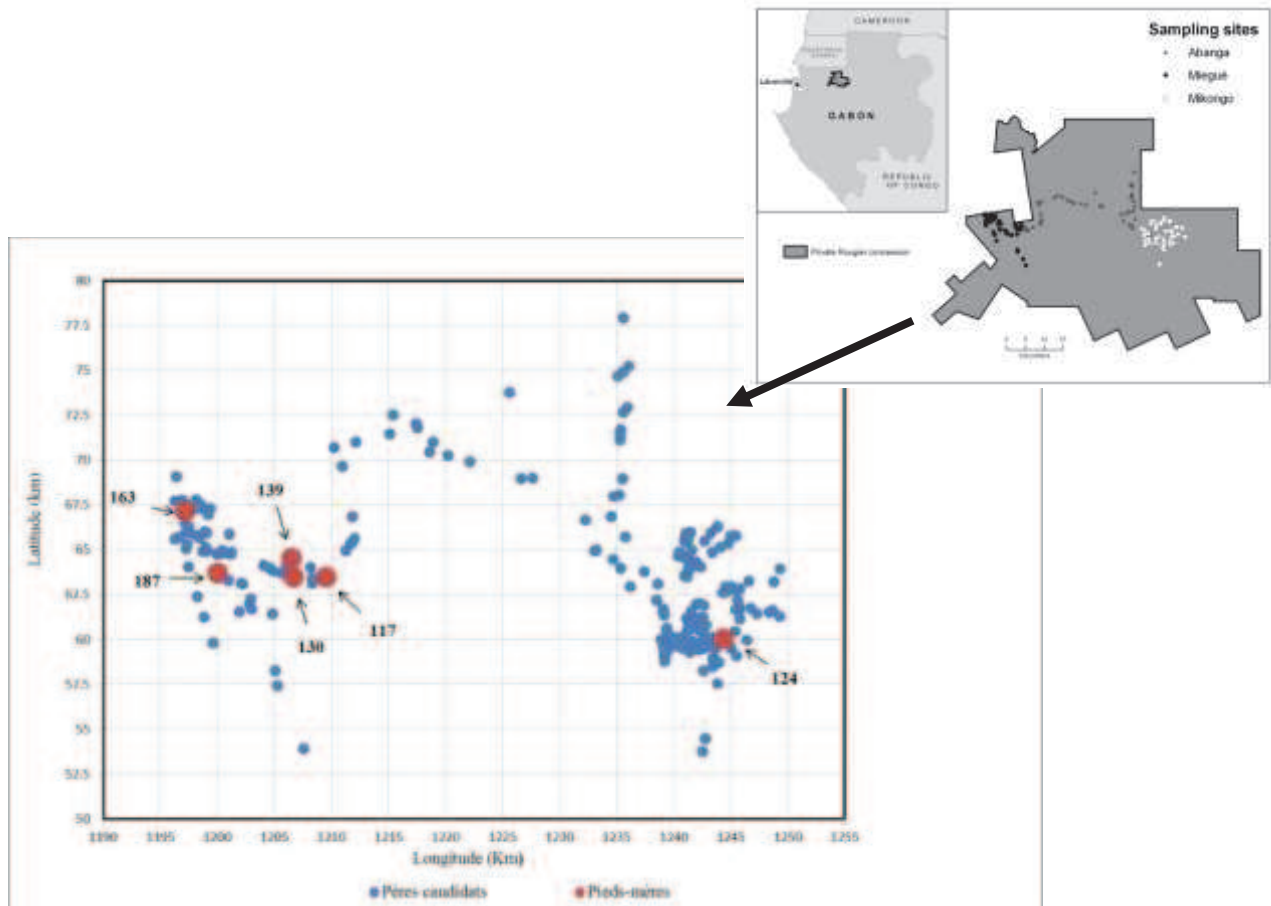 CAMEROON
GABON
REPUBLIC
OF CONGO
Sampling sites
Abanga
Miegué
Mikongo
80
77.5
75
72.5
70
67.5
65
62.5
60
57.5
55
52.5
50
Latitude (km)
163
139
187
130
117
124
1190 1195 1200 1205 1210 1215 1220 1225 1230 1235 1240 1245 1250 1255
Longitude (Km)
Pères candidats Pieds-mères